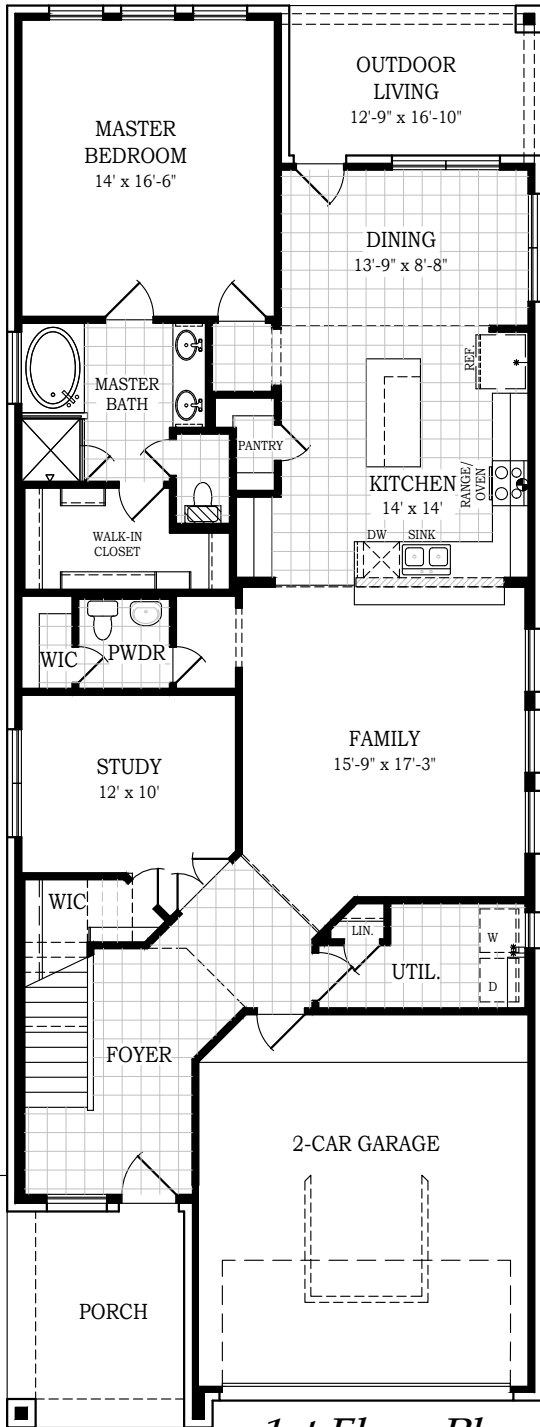 OUTDOOR
LIVING
12'-9" x 16'-10"
MASTER
BEDROOM
14' x 16'-6"
DINING
13'-9" x 8'-8"
REF.
MASTER
BATH
PANTRY
KITCHEN
14' x 14'
RANGE/
OVEN
WALK-IN
CLOSET
DW SINK
WIC
PWDR
FAMILY
15'-9" x 17'-3"
STUDY
12' x 10'
WIC
LIN.
W
UTIL.
D
FOYER
2-CAR GARAGE
PORCH
1st Floor Pl